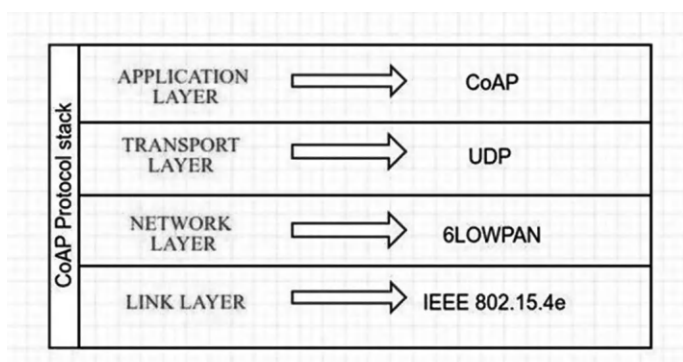 CoAP Protocol stack
APPLICATION
LAYER
CoAP
TRANSPORT
LAYER
UDP
NETWORK
LAYER
6LOWPAN
LINK LAYER
IEEE 802.15.4e